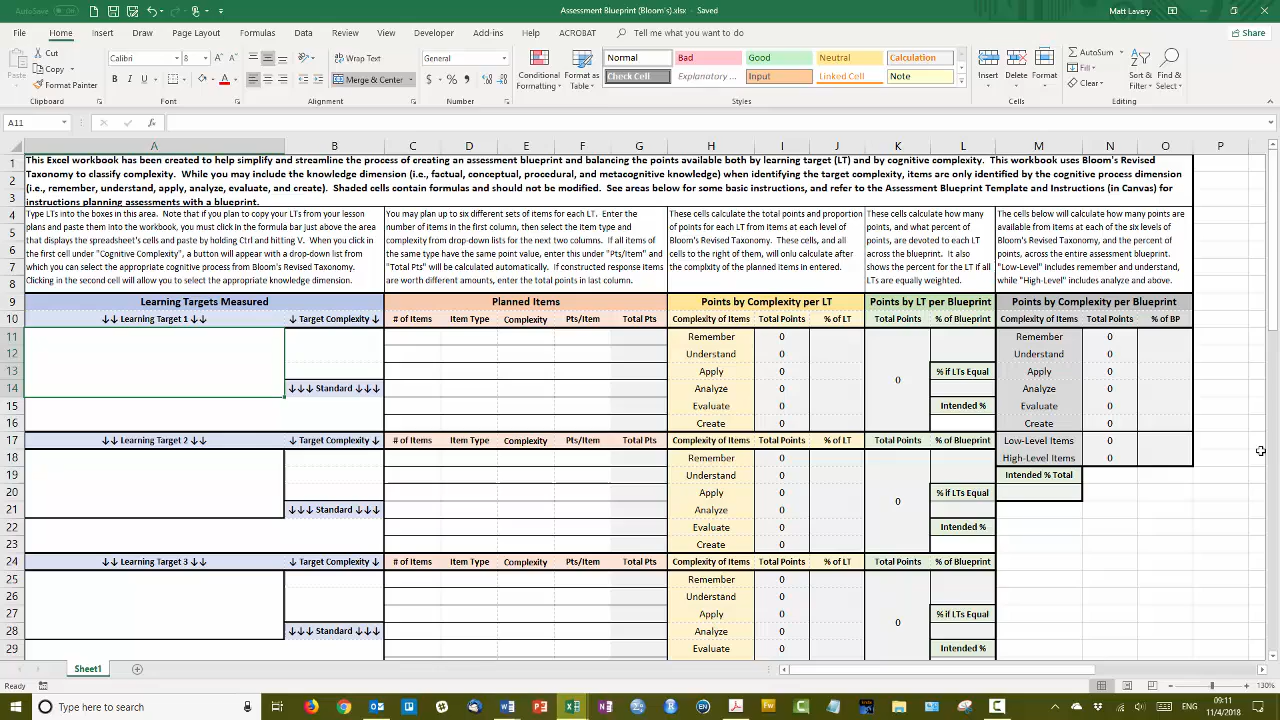 AutoSave Off
Assessment Blueprint (Bloom's).xlsx - Saved
Matt Lavery
File Home Insert Draw Page Layout Formulas Data Review View Developer Add-ins Help ACROBAT Tell me what you want to do Share
Paste Cut Copy Format Painter Clipboard
Calibri B I U Font
Wrap Text Merge & Center Alignment
General Number
Conditional Formatting Format as Table
Normal Bad Good Neutral Calculation
Check Cell Explanatory ... Input Linked Cell Note
Styles
Insert Delete Format Cells
AutoSum Fill Clear Sort & Filter Find & Select Editing
A11 fx
A B C D E F G H I J K L M N O P Q
1 This Excel workbook has been created to help simplify and streamline the process of creating an assessment blueprint and balancing the points available both by learning target (LT) and by cognitive complexity. This workbook uses Bloom's Revised
2 Taxonomy to classify complexity. While you may include the knowledge dimension (i.e., factual, conceptual, procedural, and metacognitive knowledge) when identifying the target complexity, items are only identified by the cognitive process dimension
(i.e., remember, understand, apply, analyze, evaluate, and create). Shaded cells contain formulas and should not be modified. See areas below for some basic instructions, and refer to the Assessment Blueprint Template and Instructions (in Canvas) for
3 instructions planning assessments with a blueprint.
4 Type LTs into the boxes in this area. Note that if you plan to copy your LTs from your lesson
5 plans and paste them into the workbook, you must click in the formula bar just above the area
6 that displays the spreadsheet's cells and paste by holding Ctrl and hitting V. When you click in
7 the first cell under "Cognitive Complexity", a button will appear with a drop-down list from
which you can select the appropriate cognitive process from Bloom's Revised Taxonomy.
8 Clicking in the second cell will allow you to select the appropriate knowledge dimension.
You may plan up to six different sets of items for each LT. Enter the
number of items in the first column, then select the item type and
complexity from drop-down lists for the next two columns. If all items of
the same type have the same point value, enter this under "Pts/Item" and
"Total Pts" will be calculated automatically. If constructed response items
are worth different amounts, enter the total points in last column.
These cells calculate the total points and proportion
of points for each LT from items at each level of
Bloom's Revised Taxonomy. These cells, and all
cells to the right of them, will only calculate after
the complxity of the planned items in entered.
These cells calculate how many
points, and what percent of
points, are devoted to each LT
across the blueprint. It also
shows the percent for the LT if all
LTs are equally weighted.
The cells below will calculate how many points are
available from items at each of the six levels of
Bloom's Revised Taxonomy, and the percent of
points, across the entire assessment blueprint.
"Low-Level" includes remember and understand,
while "High-Level" includes analyze and above.
9 Learning Targets Measured Planned Items Points by Complexity per LT Points by LT per Blueprint Points by Complexity per Blueprint
10 ↓↓ Learning Target 1 ↓↓ ↓ Target Complexity ↓ # of Items Item Type Complexity Pts/Item Total Pts Complexity of Items Total Points % of LT Total Points % of Blueprint Complexity of Items Total Points % of BP
11 Remember 0 Remember 0
12 Understand 0 Understand 0
13 Apply 0 0 % if LTs Equal Apply 0
14 ↓↓↓ Standard ↓↓↓ Analyze 0 Analyze 0
15 Evaluate 0 Intended % Evaluate 0
16 Create 0 Create 0
17 ↓↓ Learning Target 2 ↓↓ ↓ Target Complexity ↓ # of Items Item Type Complexity Pts/Item Total Pts Complexity of Items Total Points % of LT Total Points % of Blueprint Low-Level Items 0
18 Remember 0 High-Level Items 0
19 Understand 0 Intended % Total
20 Apply 0 0 % if LTs Equal
21 ↓↓↓ Standard ↓↓↓ Analyze 0
22 Evaluate 0 Intended %
23 Create 0
24 ↓↓ Learning Target 3 ↓↓ ↓ Target Complexity ↓ # of Items Item Type Complexity Pts/Item Total Pts Complexity of Items Total Points % of LT Total Points % of Blueprint
25 Remember 0
26 Understand 0
27 Apply 0 0 % if LTs Equal
28 ↓↓↓ Standard ↓↓↓ Analyze 0
29 Evaluate 0 Intended %
Sheet1
Ready 130%
Type here to search
09:11
11/4/2018